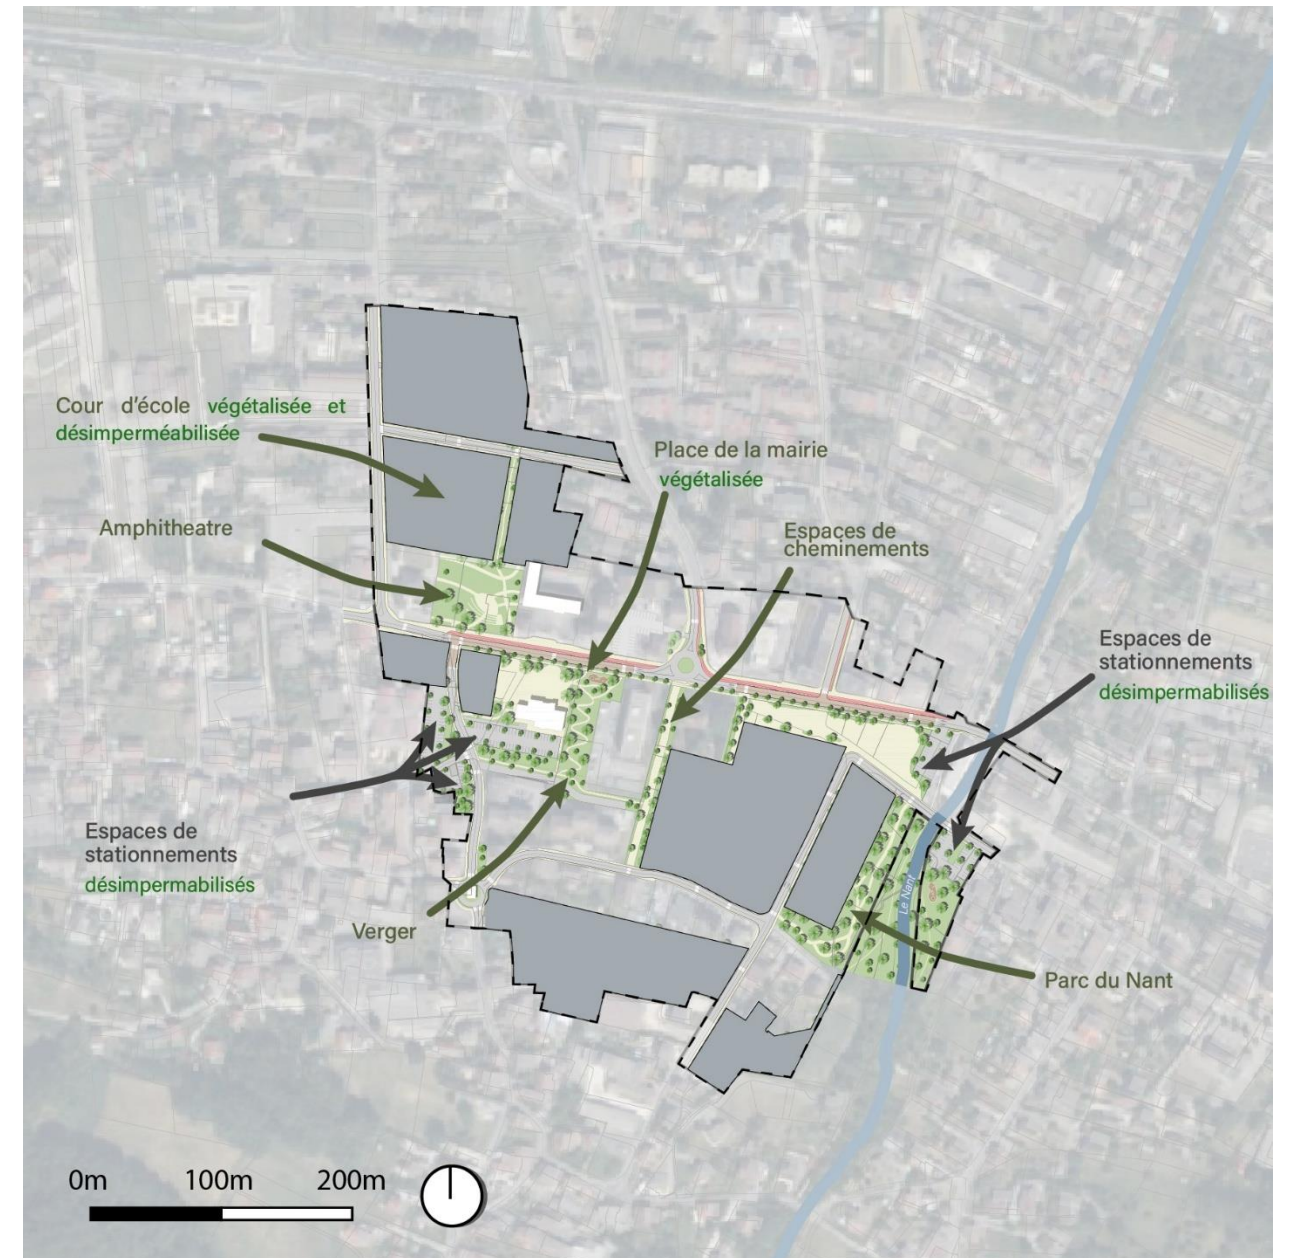 Cour d'école végétalisée et
désimperméabilisée
Place de la mairie
végétalisée
Amphitheatre
Espaces de
cheminements
Espaces de
stationnements
désimpermabilisés
Espaces de
stationnements
désimpermabilisés
Le Nant
Verger
Parc du Nant
0m 100m 200m